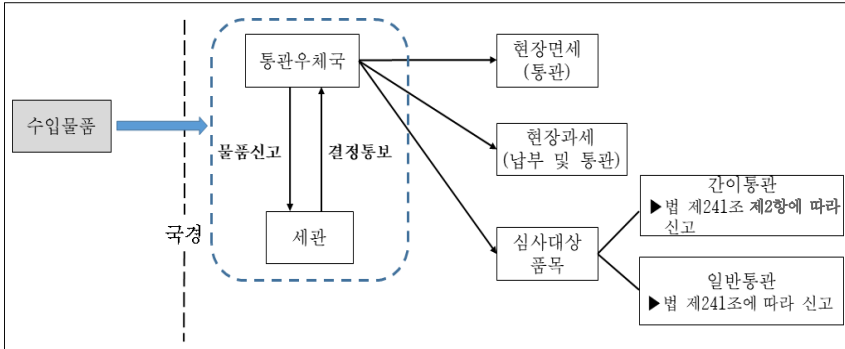 수입물품
국경
통관우체국
물품신고
결정통보
세관
현장면세
(통관)
현장과세
(납부 및 통관)
심사대상
품목
간이통관
▶법 제241조 제2항에 따라
신고
일반통관
▶법 제241조에 따라 신고